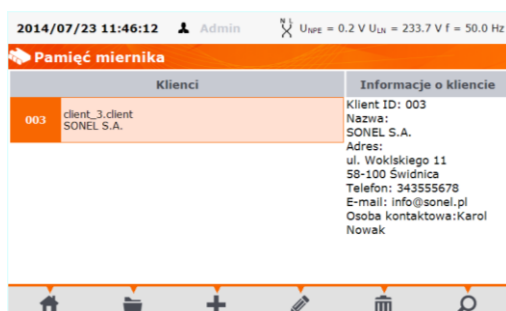 2014/07/23 11:46:12 Admin N L UNPE = 0.2 V ULN = 233.7 V f = 50.0 Hz
Pamięć miernika
Klienci
Informacje o kliencie
003
client_3.client
SONEL S.A.
Klient ID: 003
Nazwa:
SONEL S.A.
Adres:
ul. Woklskiego 11
58-100 Świdnica
Telefon: 343555678
E-mail: info@sonel.pl
Osoba kontaktowa:Karol
Nowak